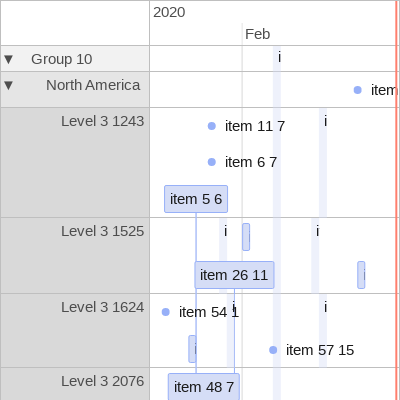 2020
Feb
▼ Group 10 i
▼ North America item
Level 3 1243 item 11 7 i
item 6 7
item 5 6
Level 3 1525 i i
item 26 11
Level 3 1624 item 54 1 i i
item 57 15
Level 3 2076 item 48 7